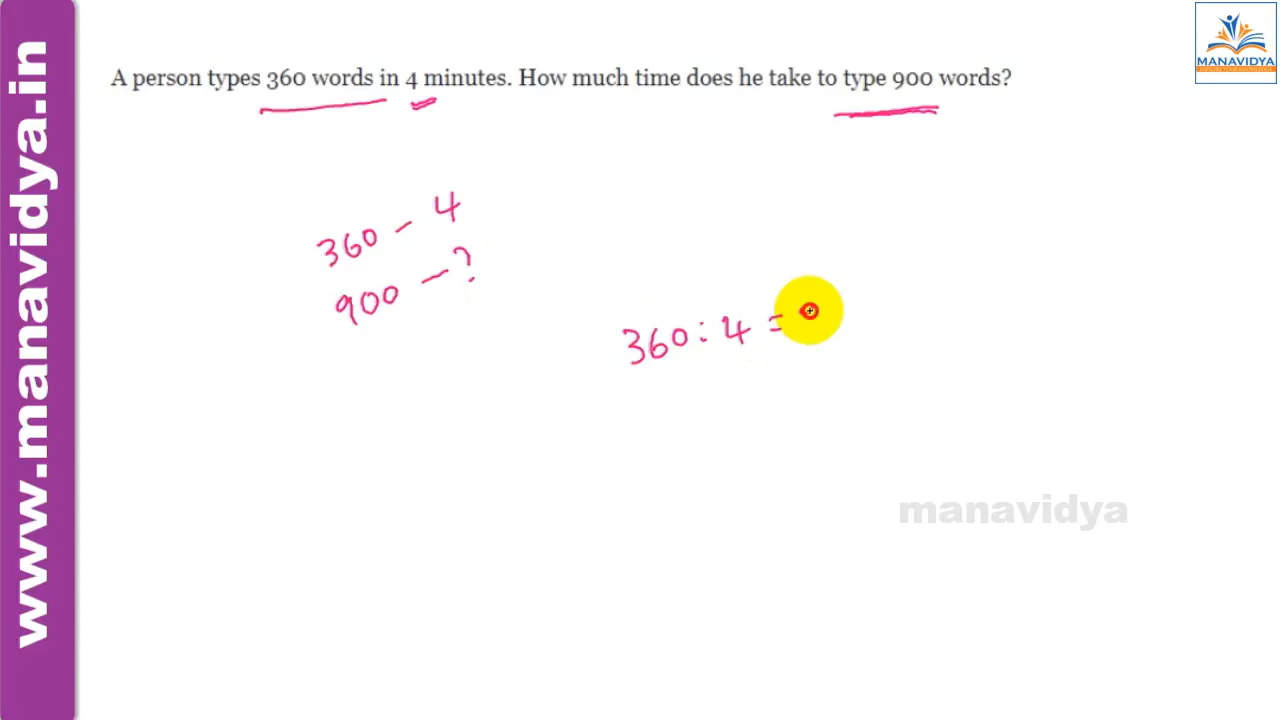 www.manavidya.in
MANAVIDYA
A person types 360 words in 4 minutes. How much time does he take to type 900 words?
360 - 4
900 - ?
360 : 4 =
manavidya